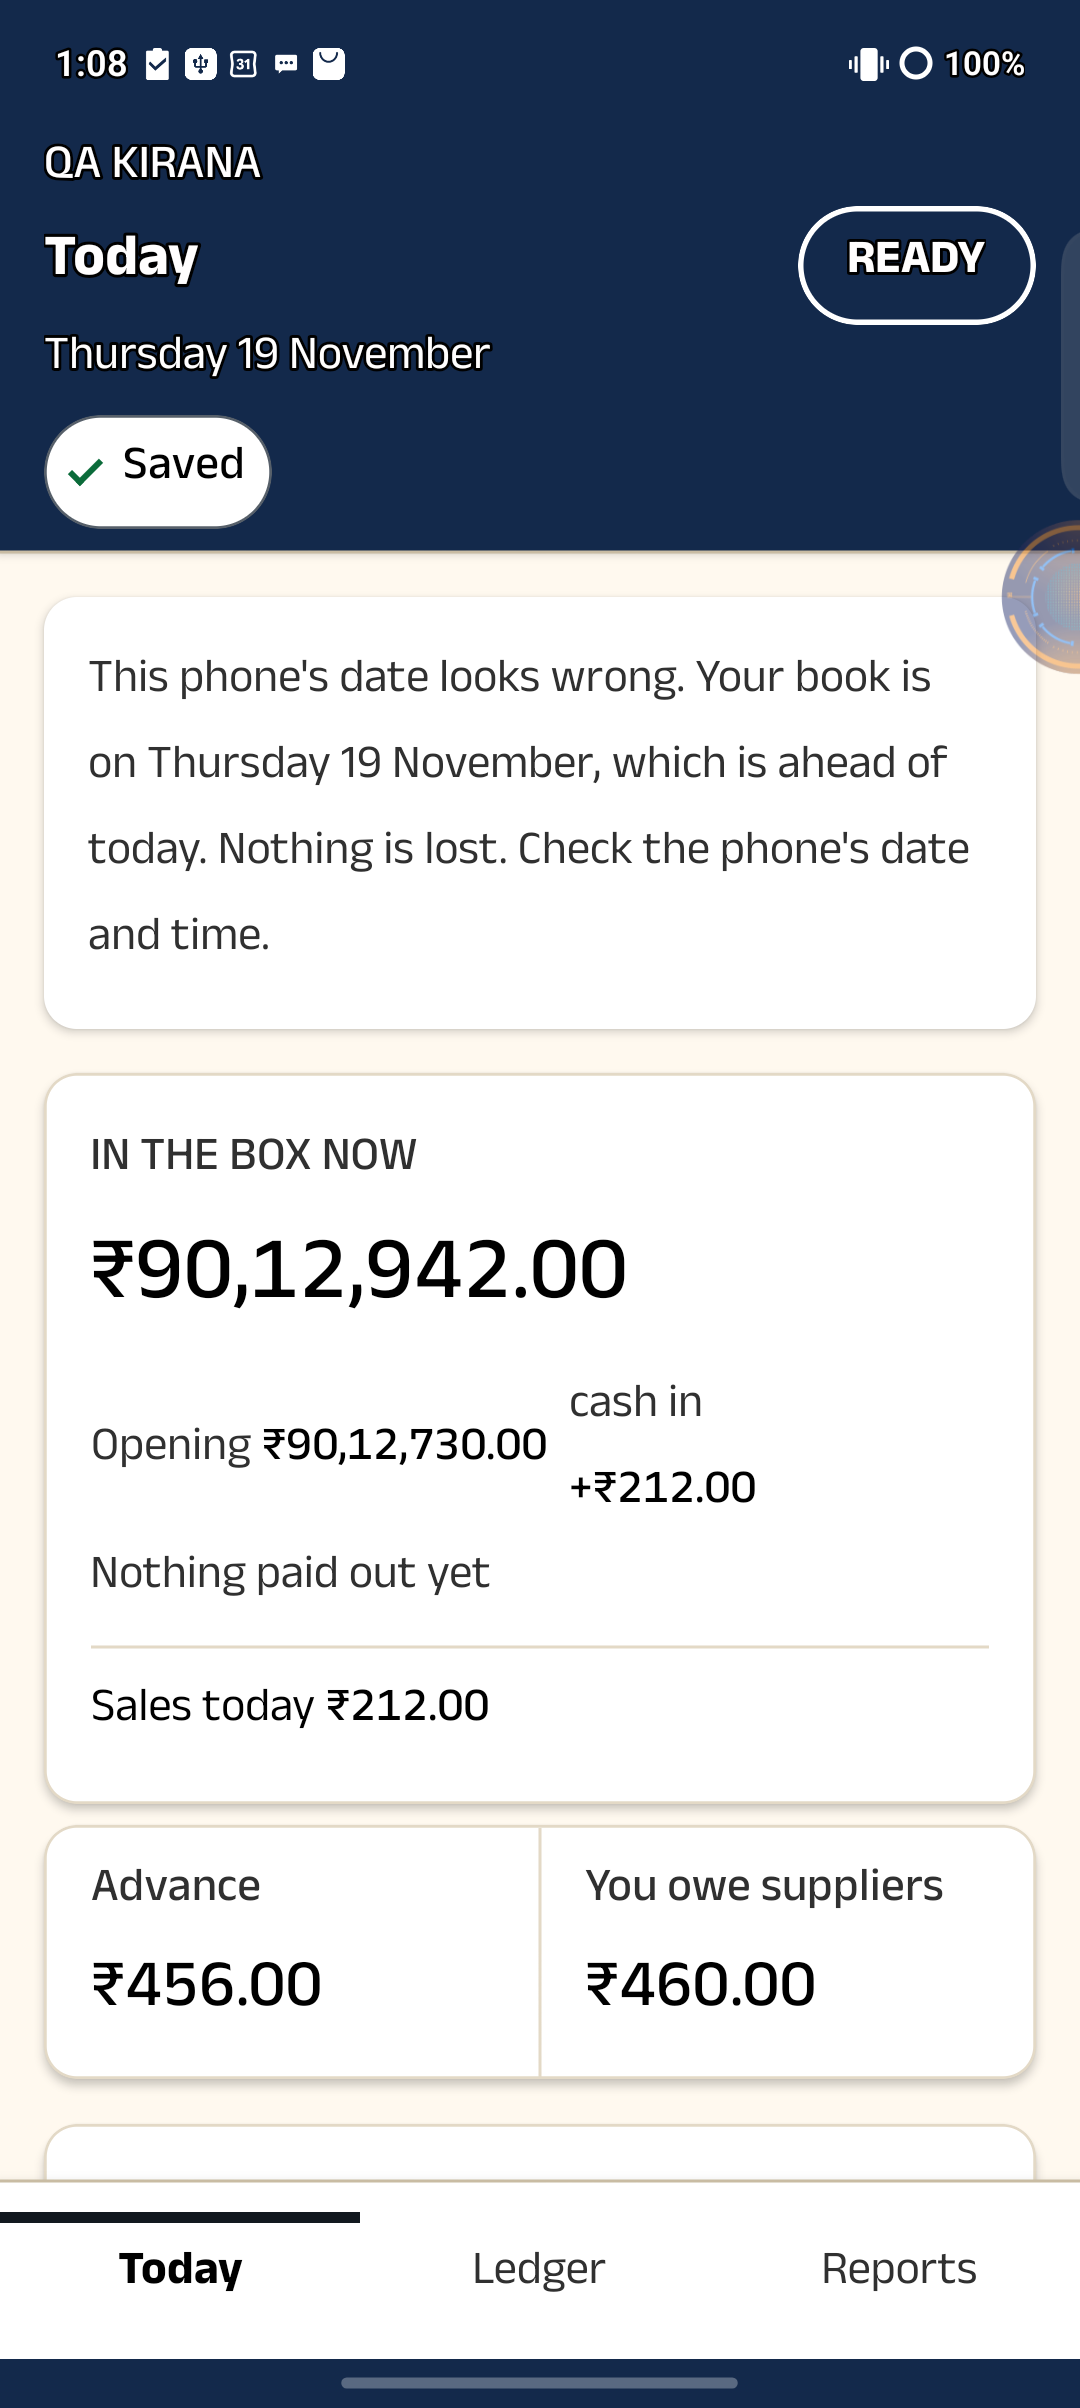 1:08 31 100%
QA KIRANA
Today
READY
Thursday 19 November
Saved
This phone's date looks wrong. Your book is
on Thursday 19 November, which is ahead of
today. Nothing is lost. Check the phone's date
and time.
IN THE BOX NOW
₹90,12,942.00
Opening ₹90,12,730.00
cash in
+₹212.00
Nothing paid out yet
Sales today ₹212.00
Advance
₹456.00
You owe suppliers
₹460.00
Today Ledger Reports